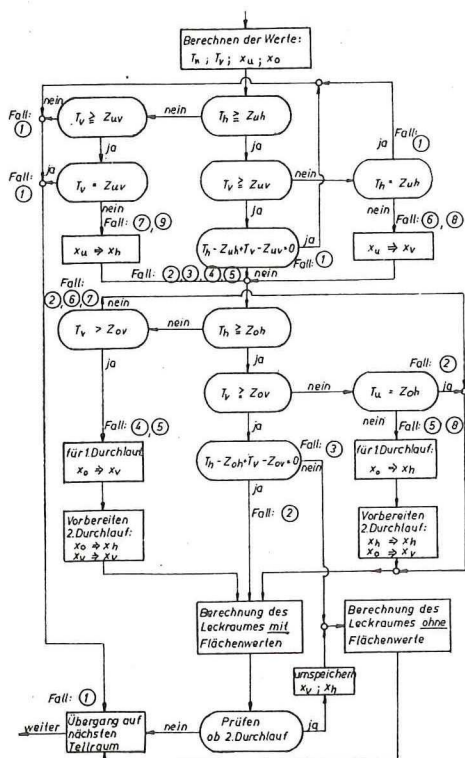 Berechnen der Werte:
Tₕ ; Tᵥ ; xᵤ ; xₒ
Fall:
①
nein
Tᵥ ≧ Zuv
nein
Tₕ ≧ Zuh
Fall:
①
ja
ja
ja
Fall:
①
ja
Tᵥ = Zuv
Tᵥ ≧ Zuv
nein
Tₕ = Zuh
nein
Fall: ⑦, ⑨
ja
ja
nein
Fall: ⑥, ⑧
xᵤ ⇒ xₕ
Tₕ - Zuh + Tᵥ - Zuv = 0
xᵤ ⇒ xᵥ
Fall: ①
Fall: ②, ③, ④, ⑤
nein
Fall:
②, ⑥, ⑦
nein
Tᵥ > Zov
nein
Tₕ ≧ Zoh
ja
ja
Fall: ②
Tᵥ ≧ Zov
nein
Tᵤ = Zoh
ja
Fall: ④, ⑤
ja
nein
Fall: ⑤ ⑧
für 1. Durchlauf
xₒ ⇒ xᵥ
Tₕ - Zoh + Tᵥ - Zov = 0
Fall: ③
nein
für 1. Durchlauf:
xₒ ⇒ xₕ
ja
Fall: ②
Vorbereiten
2. Durchlauf:
xₒ ⇒ xₕ
xᵥ ⇒ xᵥ
Vorbereiten
2. Durchlauf:
xₕ ⇒ xₕ
xₒ ⇒ xᵥ
Berechnung des
Leckraumes mit
Flächenwerten
Berechnung des
Leckraumes ohne
Flächenwerte
umspeichern
xᵥ ; xₕ
Fall: ①
weiter
Übergang auf
nächsten
Teilraum
nein
Prüfen
ob 2. Durchlauf
ja